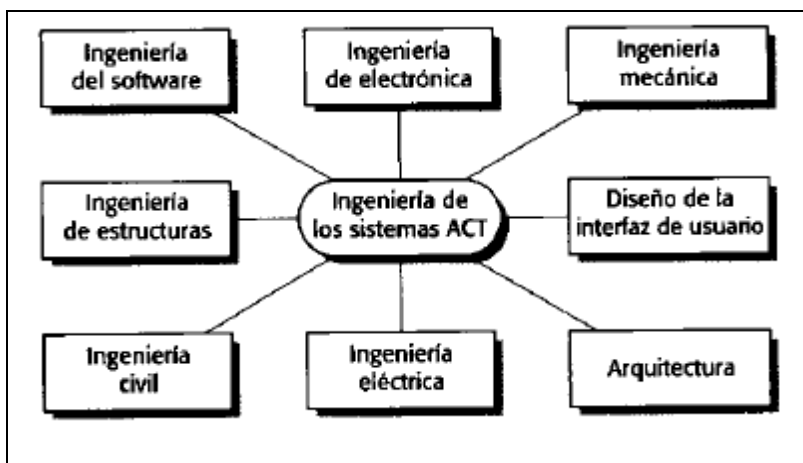 Ingeniería
del software
Ingeniería
de electrónica
Ingeniería
mecánica
Ingeniería
de estructuras
Ingeniería de
los sistemas ACT
Diseño de la
interfaz de usuario
Ingeniería
civil
Ingeniería
eléctrica
Arquitectura